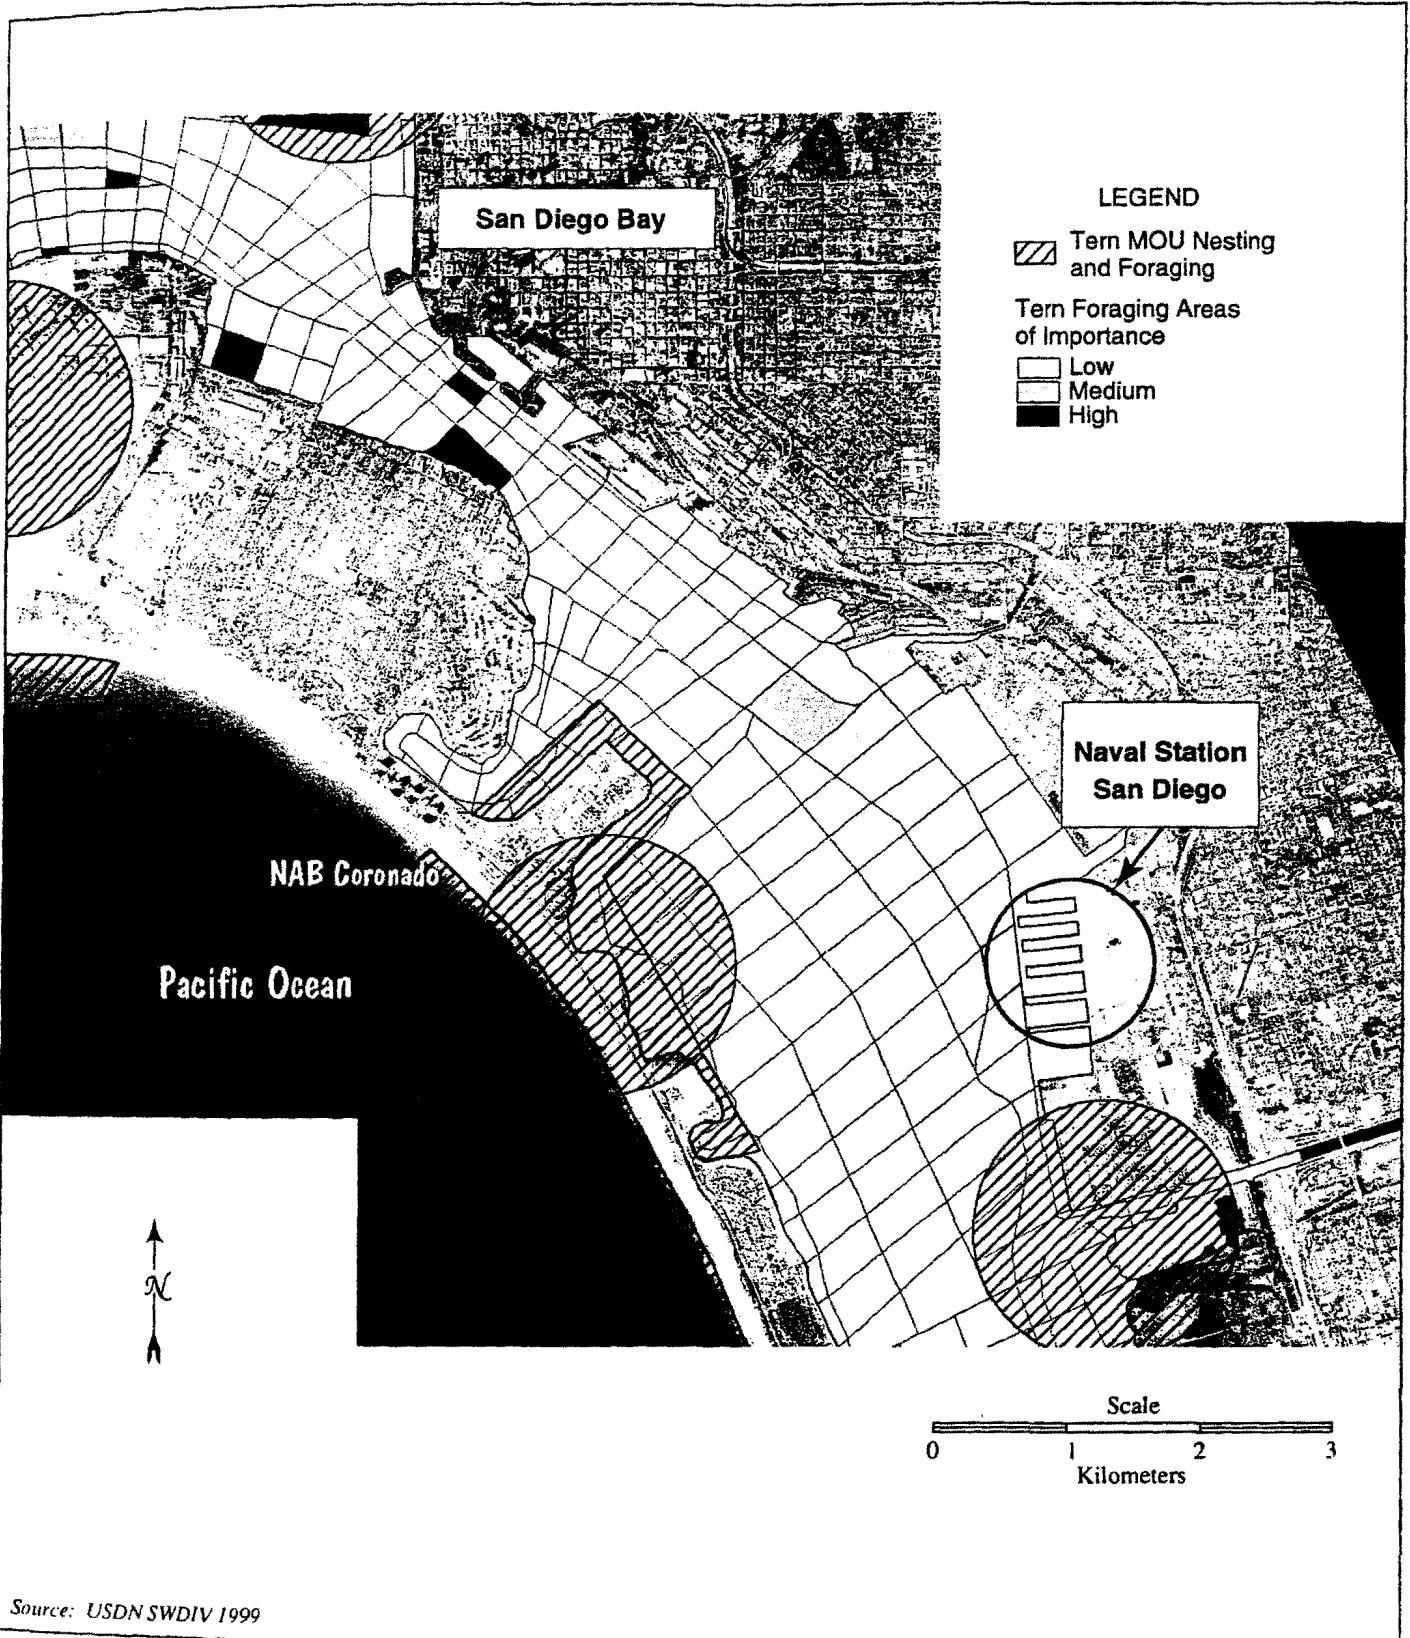 San Diego Bay
LEGEND
Tern MOU Nesting
and Foraging
Tern Foraging Areas
of Importance
Low
Medium
High
Naval Station
San Diego
NAB Coronado
Pacific Ocean
N
Scale
0 1 2 3
Kilometers
Source: USDN SWDIV 1999